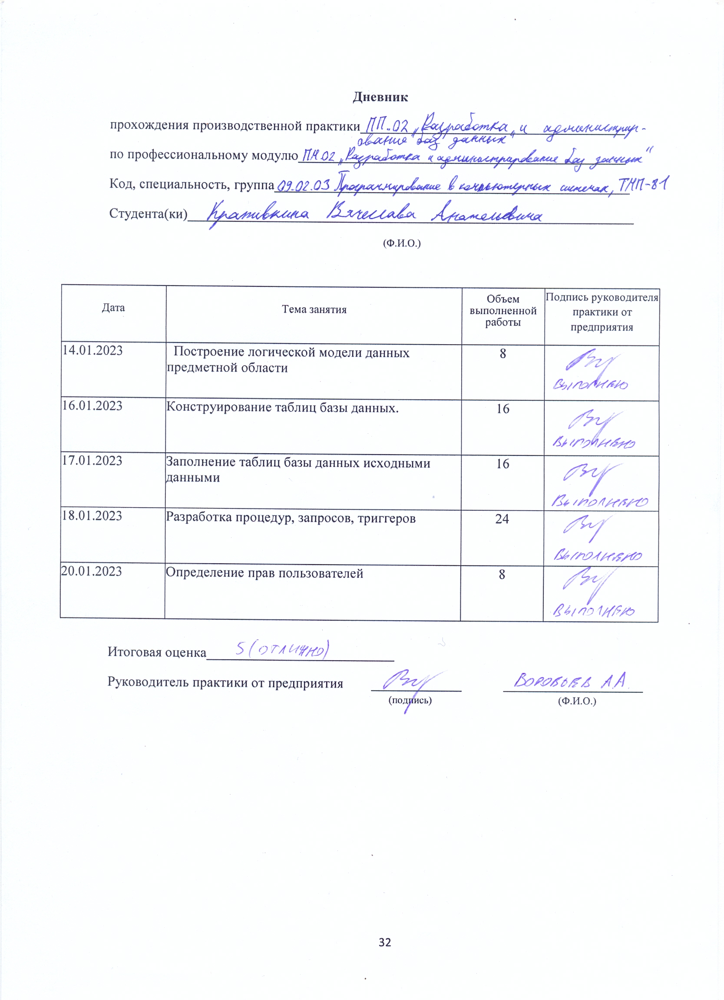 Дневник
прохождения производственной практики ПП.02 „Разработка и администрир-
ование баз данных"
по профессиональному модулю ПМ.02 „Разработка и администрирование баз данных"
Код, специальность, группа 09.02.03 Программирование в компьютерных системах, ТМП-81
Студента(ки) Вячеслава Анатольевича
(Ф.И.О.)
Дата Тема занятия Объем выполненной работы Подпись руководителя практики от предприятия
14.01.2023 Построение логической модели данных 8
предметной области
выполнено
16.01.2023 Конструирование таблиц базы данных. 16
выполнено
17.01.2023 Заполнение таблиц базы данных исходными 16
данными
выполнено
18.01.2023 Разработка процедур, запросов, триггеров 24
выполнено
20.01.2023 Определение прав пользователей 8
выполнено
Итоговая оценка 5 (отлично)
Руководитель практики от предприятия Воробьев А.А.
(подпись) (Ф.И.О.)
32